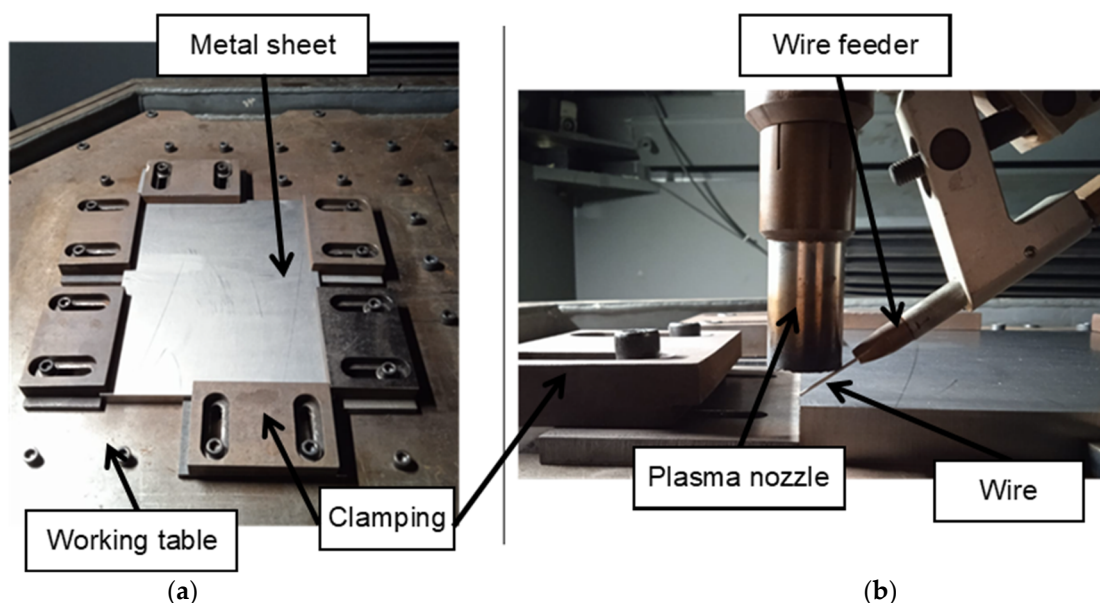 Metal sheet
Wire feeder
Plasma nozzle
Wire
Clamping
Working table
(a)
(b)